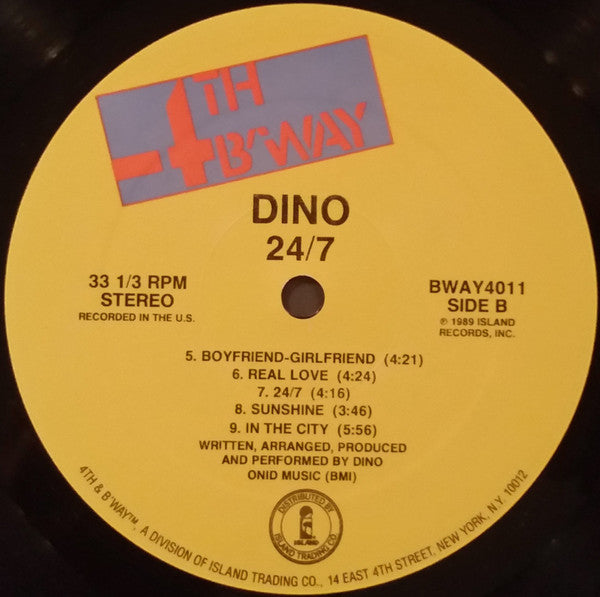 4TH
B'WAY
DINO
24/7
33 1/3 RPM
STEREO
RECORDED IN THE U.S.
BWAY4011
SIDE B
℗ 1989 ISLAND
RECORDS, INC.
5. BOYFRIEND-GIRLFRIEND (4:21)
6. REAL LOVE (4:24)
7. 24/7 (4:16)
8. SUNSHINE (3:46)
9. IN THE CITY (5:56)
WRITTEN, ARRANGED, PRODUCED
AND PERFORMED BY DINO
ONID MUSIC (BMI)
DISTRIBUTED BY
ISLAND
ISLAND TRADING CO.
4TH & B'WAY™, A DIVISION OF ISLAND TRADING CO., 14 EAST 4TH STREET, NEW YORK, N.Y. 10012